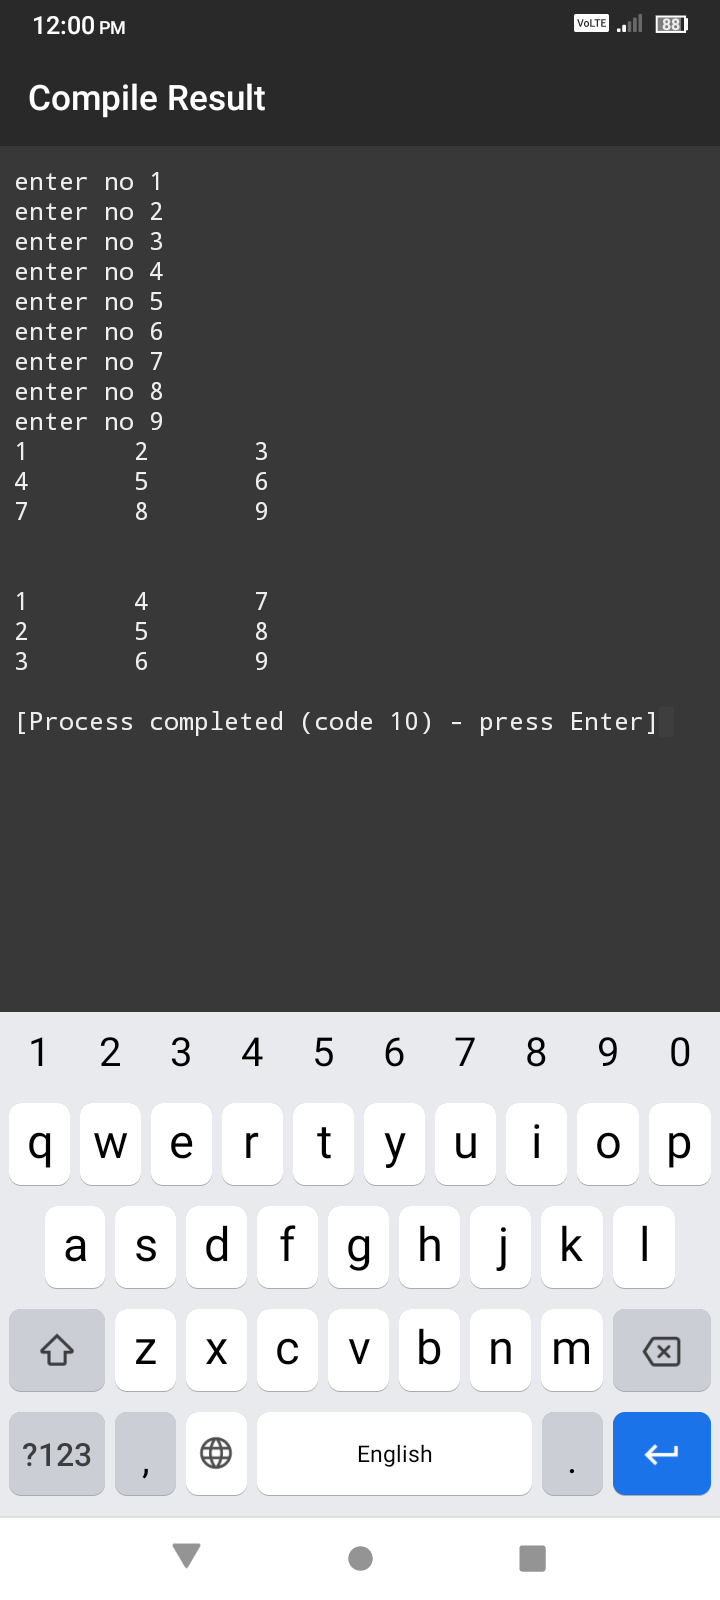 12:00 PM VoLTE 88
Compile Result
enter no 1
enter no 2
enter no 3
enter no 4
enter no 5
enter no 6
enter no 7
enter no 8
enter no 9
1 2 3
4 5 6
7 8 9
1 4 7
2 5 8
3 6 9
[Process completed (code 10) - press Enter]
1 2 3 4 5 6 7 8 9 0
q w e r t y u i o p
a s d f g h j k l
z x c v b n m
?123 , English .